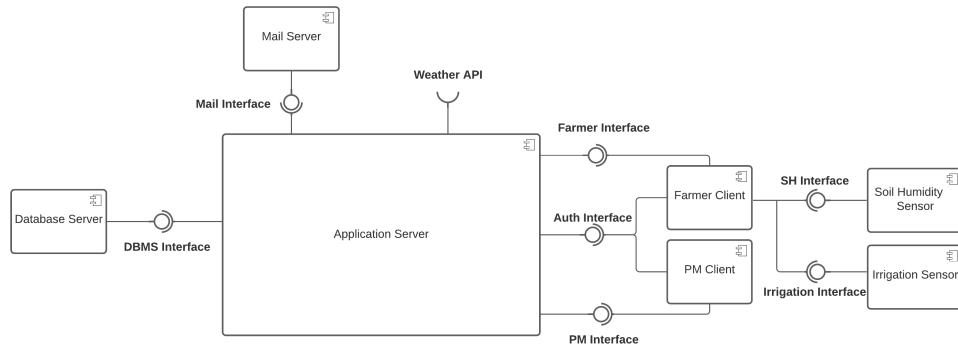 Mail Server
Weather API
Mail Interface
Farmer Interface
SH Interface
Farmer Client
Soil Humidity
Sensor
Database Server
Auth Interface
Application Server
DBMS Interface
PM Client
Irrigation Sensor
Irrigation Interface
PM Interface